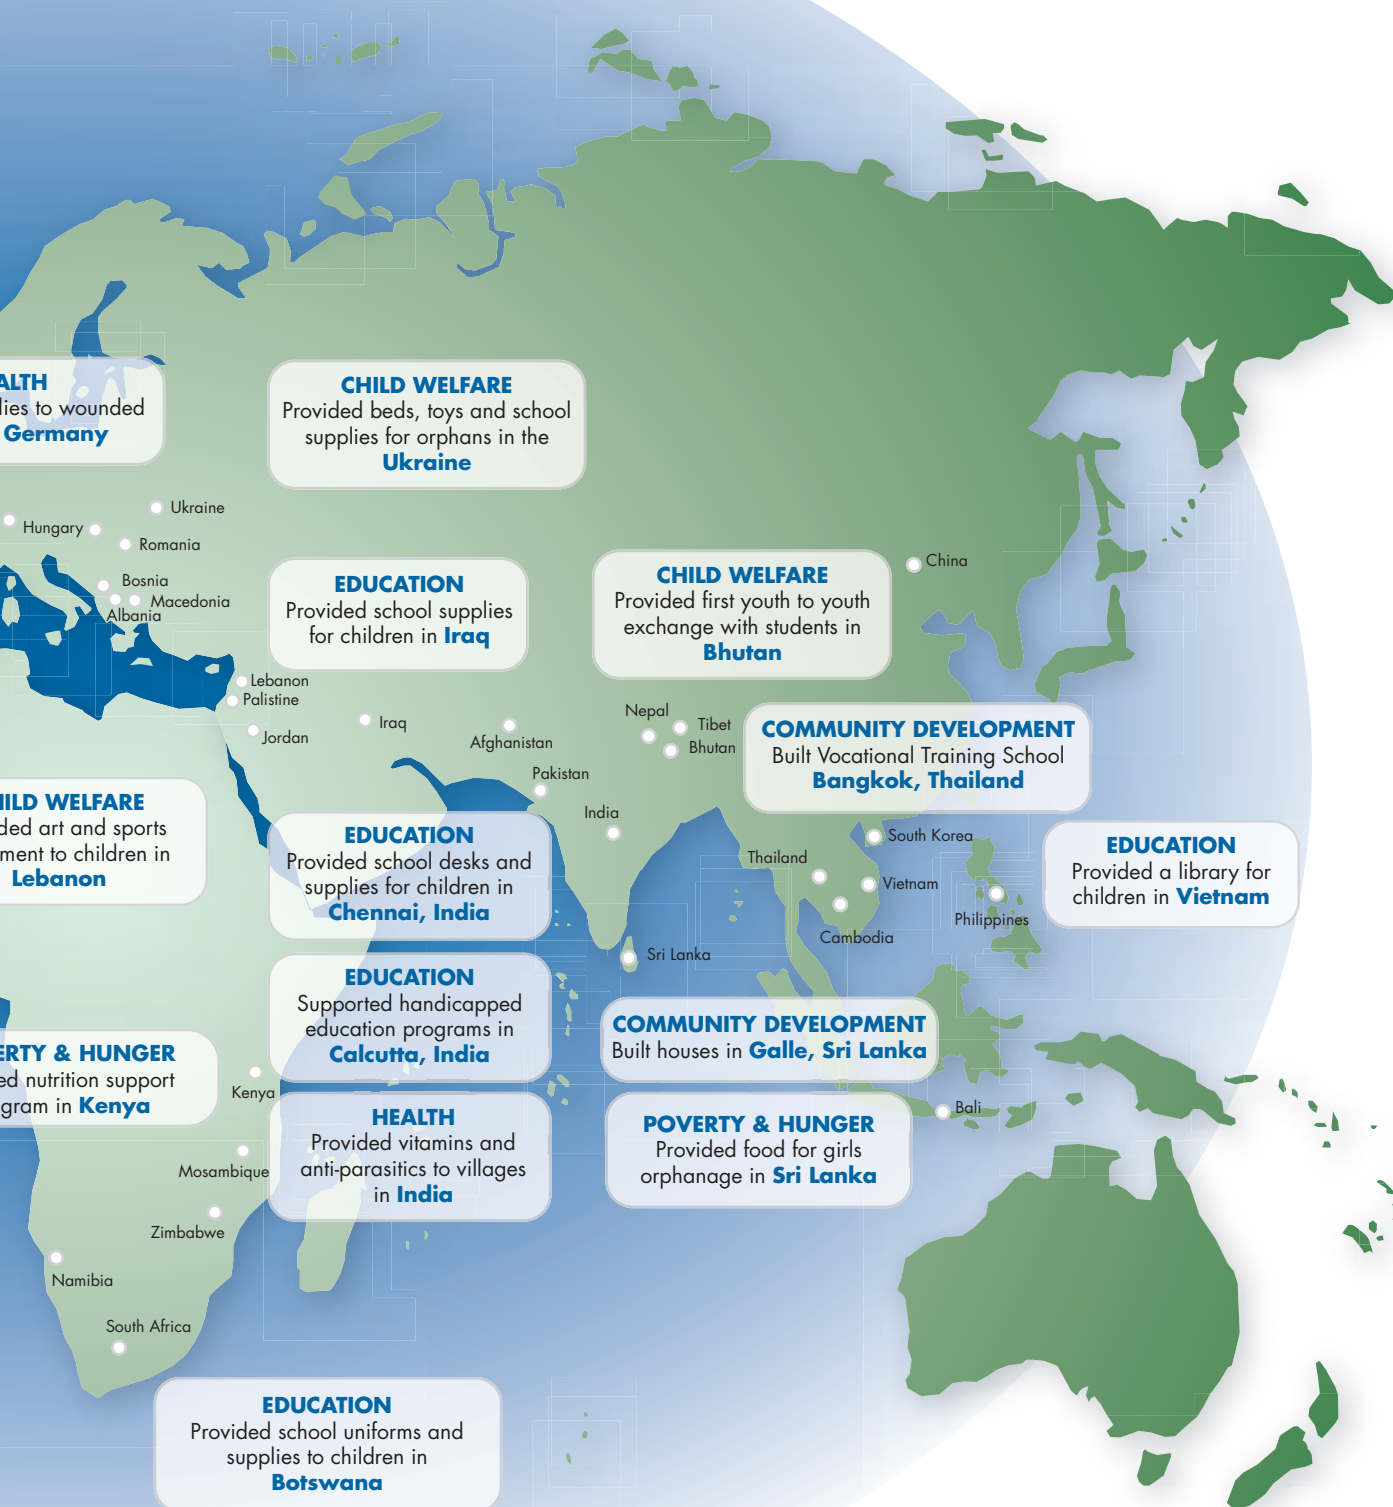 ALTH
lies to wounded
Germany
CHILD WELFARE
Provided beds, toys and school
supplies for orphans in the
Ukraine
Ukraine
Hungary
Romania
Bosnia
Macedonia
Albania
EDUCATION
Provided school supplies
for children in Iraq
CHILD WELFARE
Provided first youth to youth
exchange with students in
Bhutan
China
Lebanon
Palistine
Jordan
Iraq
Afghanistan
Pakistan
India
Nepal
Tibet
Bhutan
COMMUNITY DEVELOPMENT
Built Vocational Training School
Bangkok, Thailand
HILD WELFARE
ded art and sports
ment to children in
Lebanon
EDUCATION
Provided school desks and
supplies for children in
Chennai, India
South Korea
Thailand
Vietnam
Cambodia
Philippines
EDUCATION
Provided a library for
children in Vietnam
Sri Lanka
EDUCATION
Supported handicapped
education programs in
Calcutta, India
COMMUNITY DEVELOPMENT
Built houses in Galle, Sri Lanka
ERTY & HUNGER
ed nutrition support
gram in Kenya
Kenya
HEALTH
Provided vitamins and
anti-parasitics to villages
in India
POVERTY & HUNGER
Provided food for girls
orphanage in Sri Lanka
Bali
Mosambique
Zimbabwe
Namibia
South Africa
EDUCATION
Provided school uniforms and
supplies to children in
Botswana